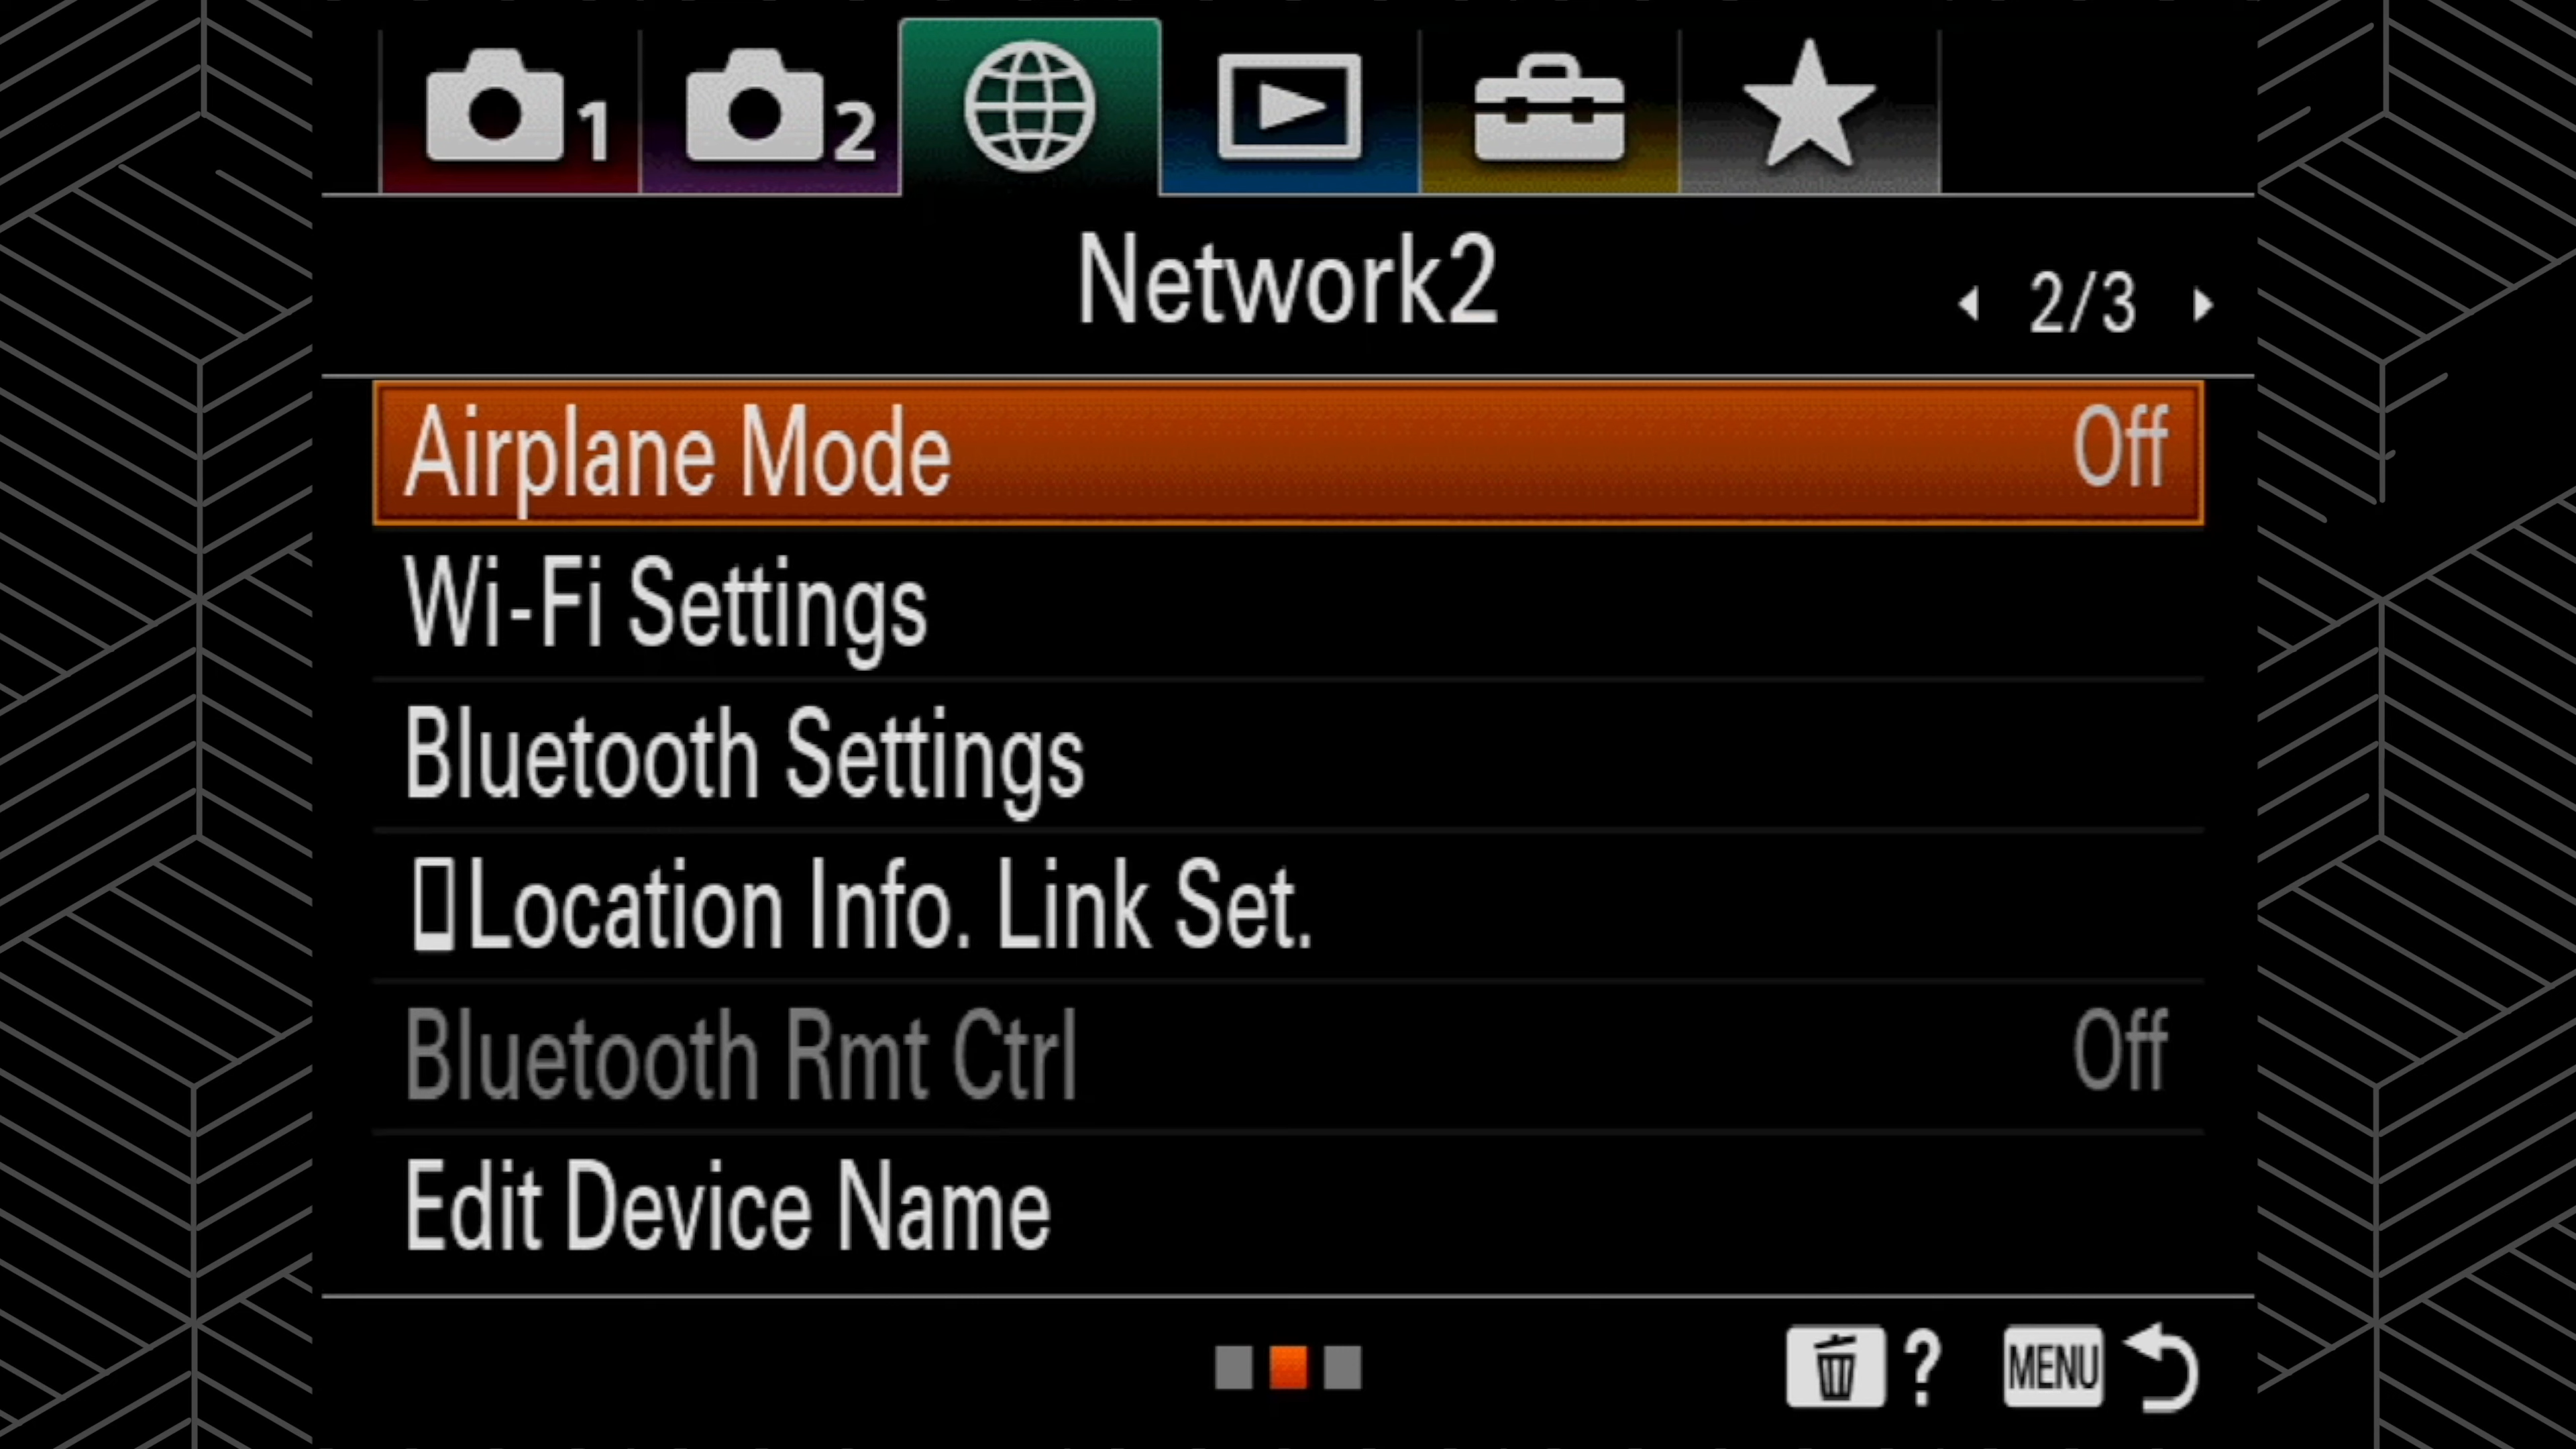 1
2
Network2
2/3
Airplane Mode Off
Wi-Fi Settings
Bluetooth Settings
Location Info. Link Set.
Bluetooth Rmt Ctrl Off
Edit Device Name
? MENU